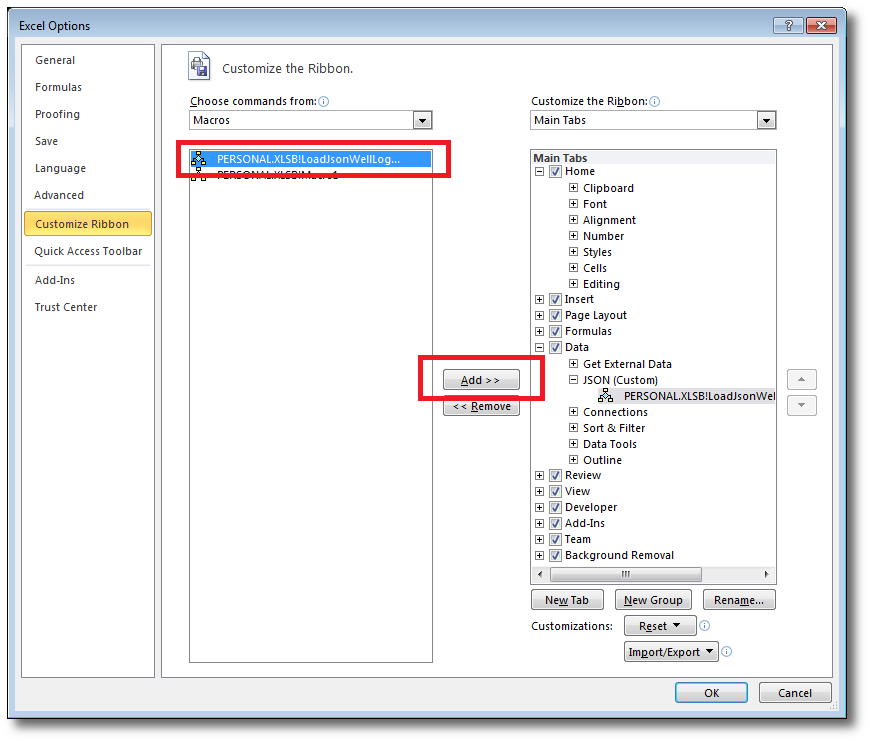 Excel Options
General
Formulas
Proofing
Save
Language
Advanced
Customize Ribbon
Quick Access Toolbar
Add-Ins
Trust Center
Customize the Ribbon.
Choose commands from:
Macros
PERSONAL.XLSB!LoadJsonWellLog...
PERSONAL.XLSB!Macro1
Add >>
<< Remove
Customize the Ribbon:
Main Tabs
Main Tabs
Home
Clipboard
Font
Alignment
Number
Styles
Cells
Editing
Insert
Page Layout
Formulas
Data
Get External Data
JSON (Custom)
PERSONAL.XLSB!LoadJsonWel
Connections
Sort & Filter
Data Tools
Outline
Review
View
Developer
Add-Ins
Team
Background Removal
New Tab
New Group
Rename...
Customizations:
Reset
Import/Export
OK
Cancel